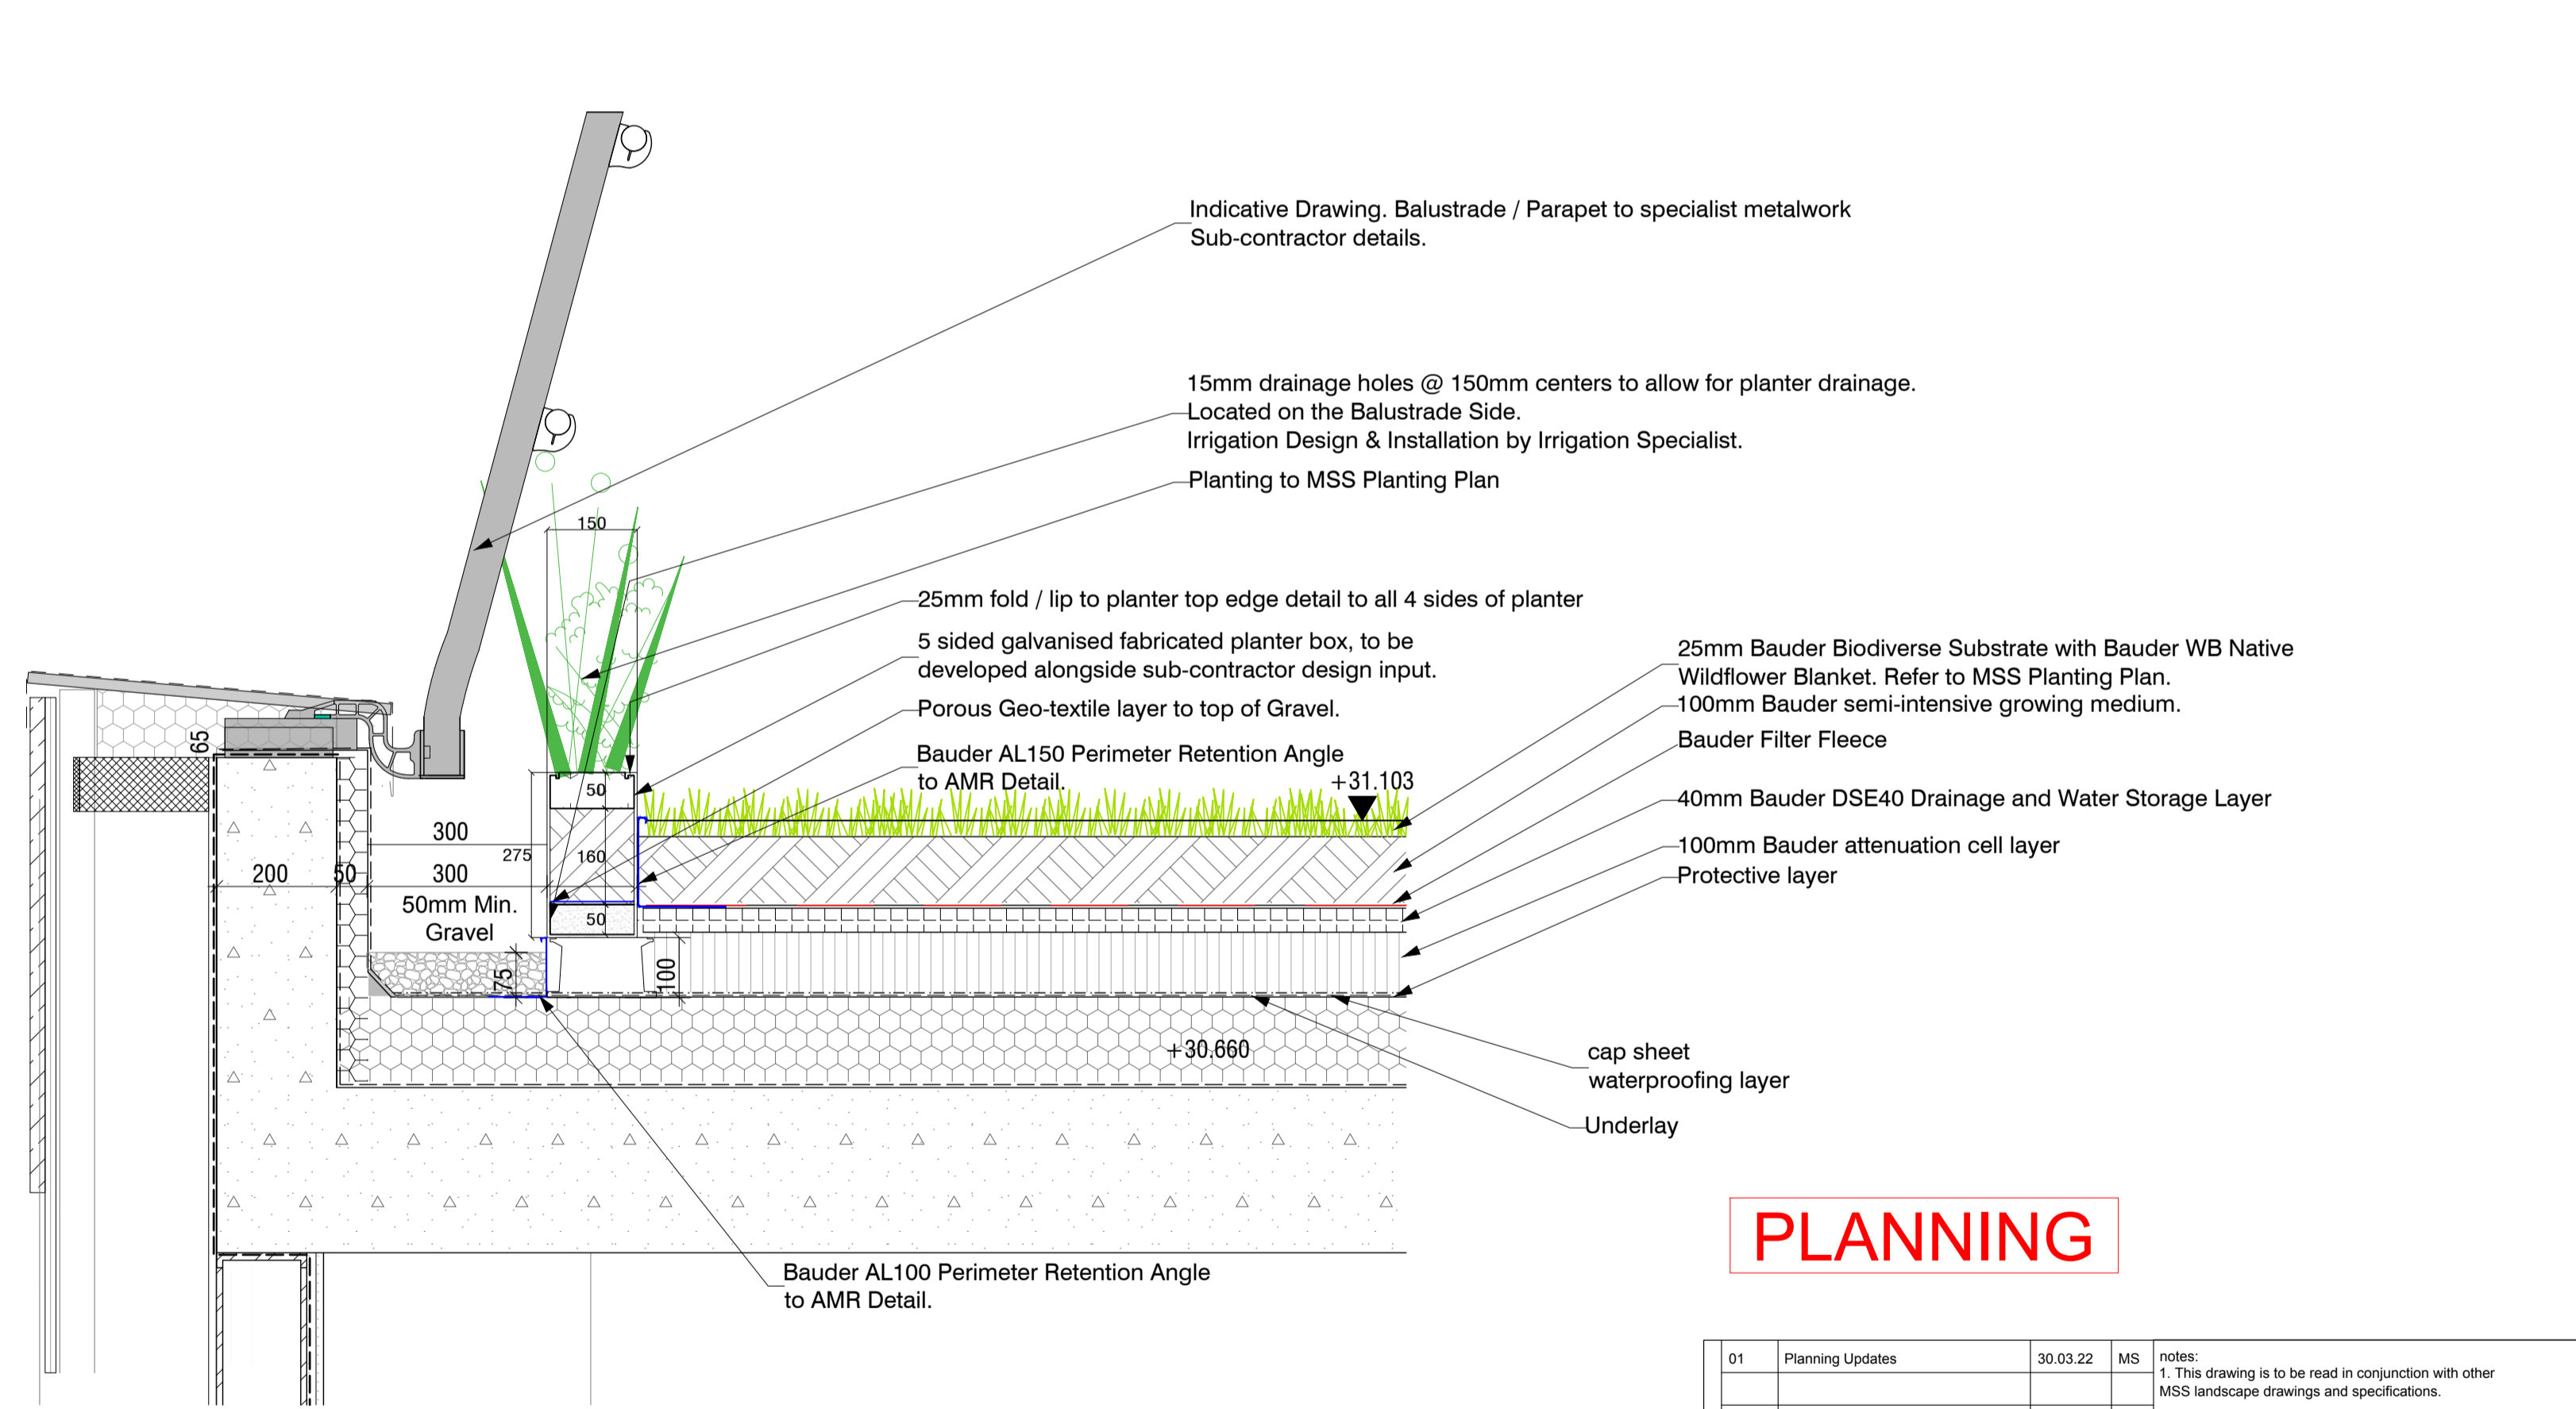 Indicative Drawing. Balustrade / Parapet to specialist metalwork
Sub-contractor details.
15mm drainage holes @ 150mm centers to allow for planter drainage.
Located on the Balustrade Side.
Irrigation Design & Installation by Irrigation Specialist.
Planting to MSS Planting Plan
150
25mm fold / lip to planter top edge detail to all 4 sides of planter
5 sided galvanised fabricated planter box, to be
developed alongside sub-contractor design input.
Porous Geo-textile layer to top of Gravel.
Bauder AL150 Perimeter Retention Angle
to AMR Detail.
+31.103
25mm Bauder Biodiverse Substrate with Bauder WB Native
Wildflower Blanket. Refer to MSS Planting Plan.
100mm Bauder semi-intensive growing medium.
Bauder Filter Fleece
40mm Bauder DSE40 Drainage and Water Storage Layer
100mm Bauder attenuation cell layer
Protective layer
65
50
300
275
160
200
50
300
50mm Min.
Gravel
50
75
100
+30.660
cap sheet
waterproofing layer
Underlay
PLANNING
Bauder AL100 Perimeter Retention Angle
to AMR Detail.
01 Planning Updates 30.03.22 MS
notes:
1. This drawing is to be read in conjunction with other
MSS landscape drawings and specifications.